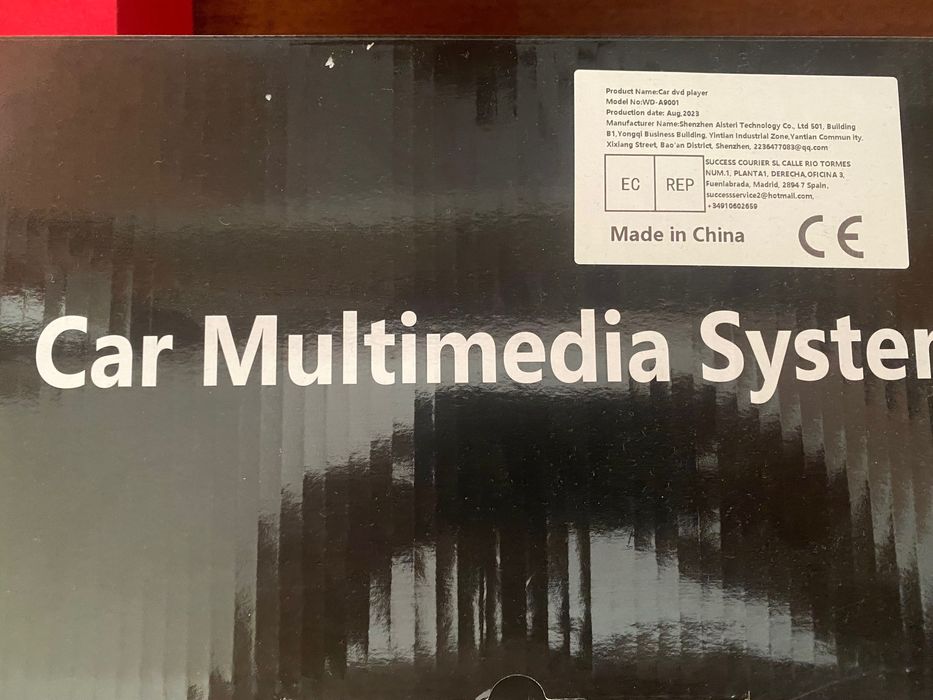 Product Name:Car dvd player
Model No:WD-A9001
Production date: Aug,2023
Manufacturer Name:Shenzhen Aisteri Technology Co., Ltd 501, Building
B1,Yongqi Business Building, Yintian Industrial Zone,Yantian Commun ity,
Xixiang Street, Bao'an District, Shenzhen, 2236477083@qq.com
EC REP
SUCCESS COURIER SL CALLE RIO TORMES
NUM.1, PLANTA1, DERECHA,OFICINA 3,
Fuenlabrada, Madrid, 2894 7 Spain,
successservice2@hotmail.com,
+34910602659
Made in China
CE
Car Multimedia System